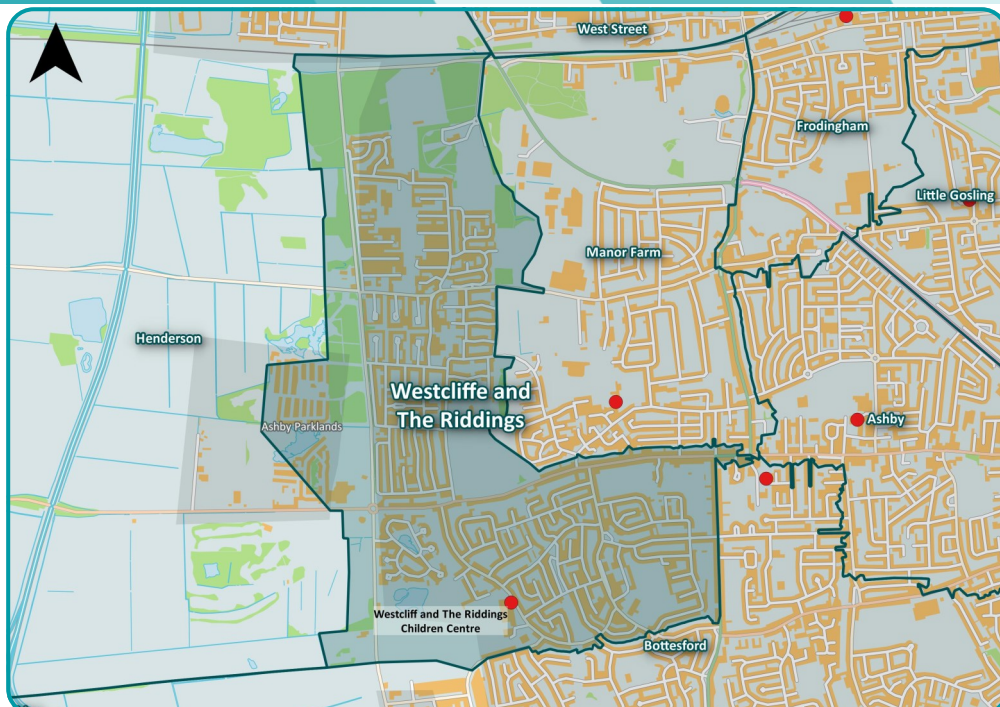 West Street
Frodingham
Little Gosling
Manor Farm
Henderson
Westcliffe and
The Riddings
Ashby Parklands
Ashby
Westcliff and The Riddings
Children Centre
Bottesford